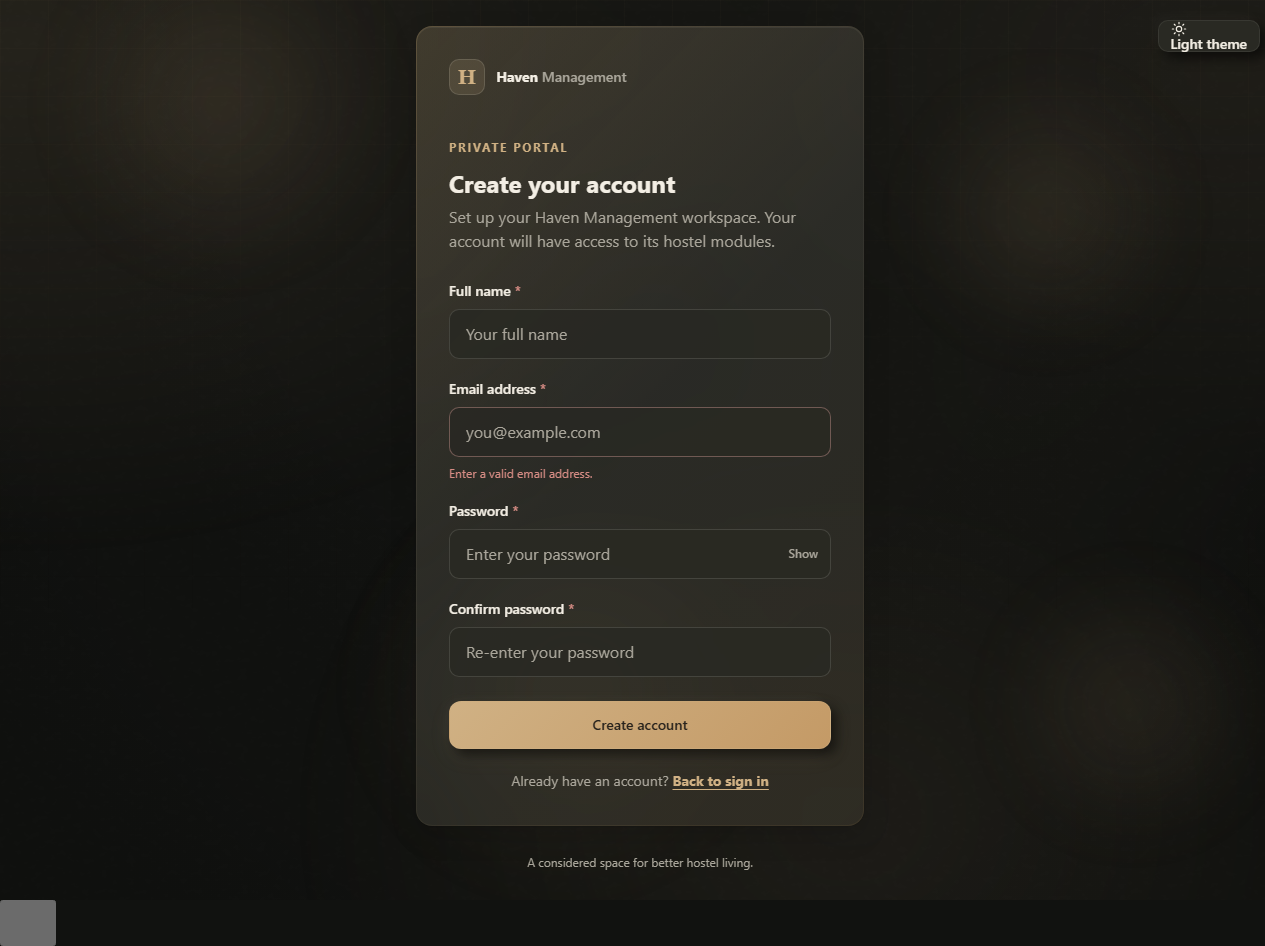 Light theme
H
Haven Management
PRIVATE PORTAL
Create your account
Set up your Haven Management workspace. Your
account will have access to its hostel modules.
Full name *
Your full name
Email address *
you@example.com
Enter a valid email address.
Password *
Enter your password
Show
Confirm password *
Re-enter your password
Create account
Already have an account? Back to sign in
A considered space for better hostel living.